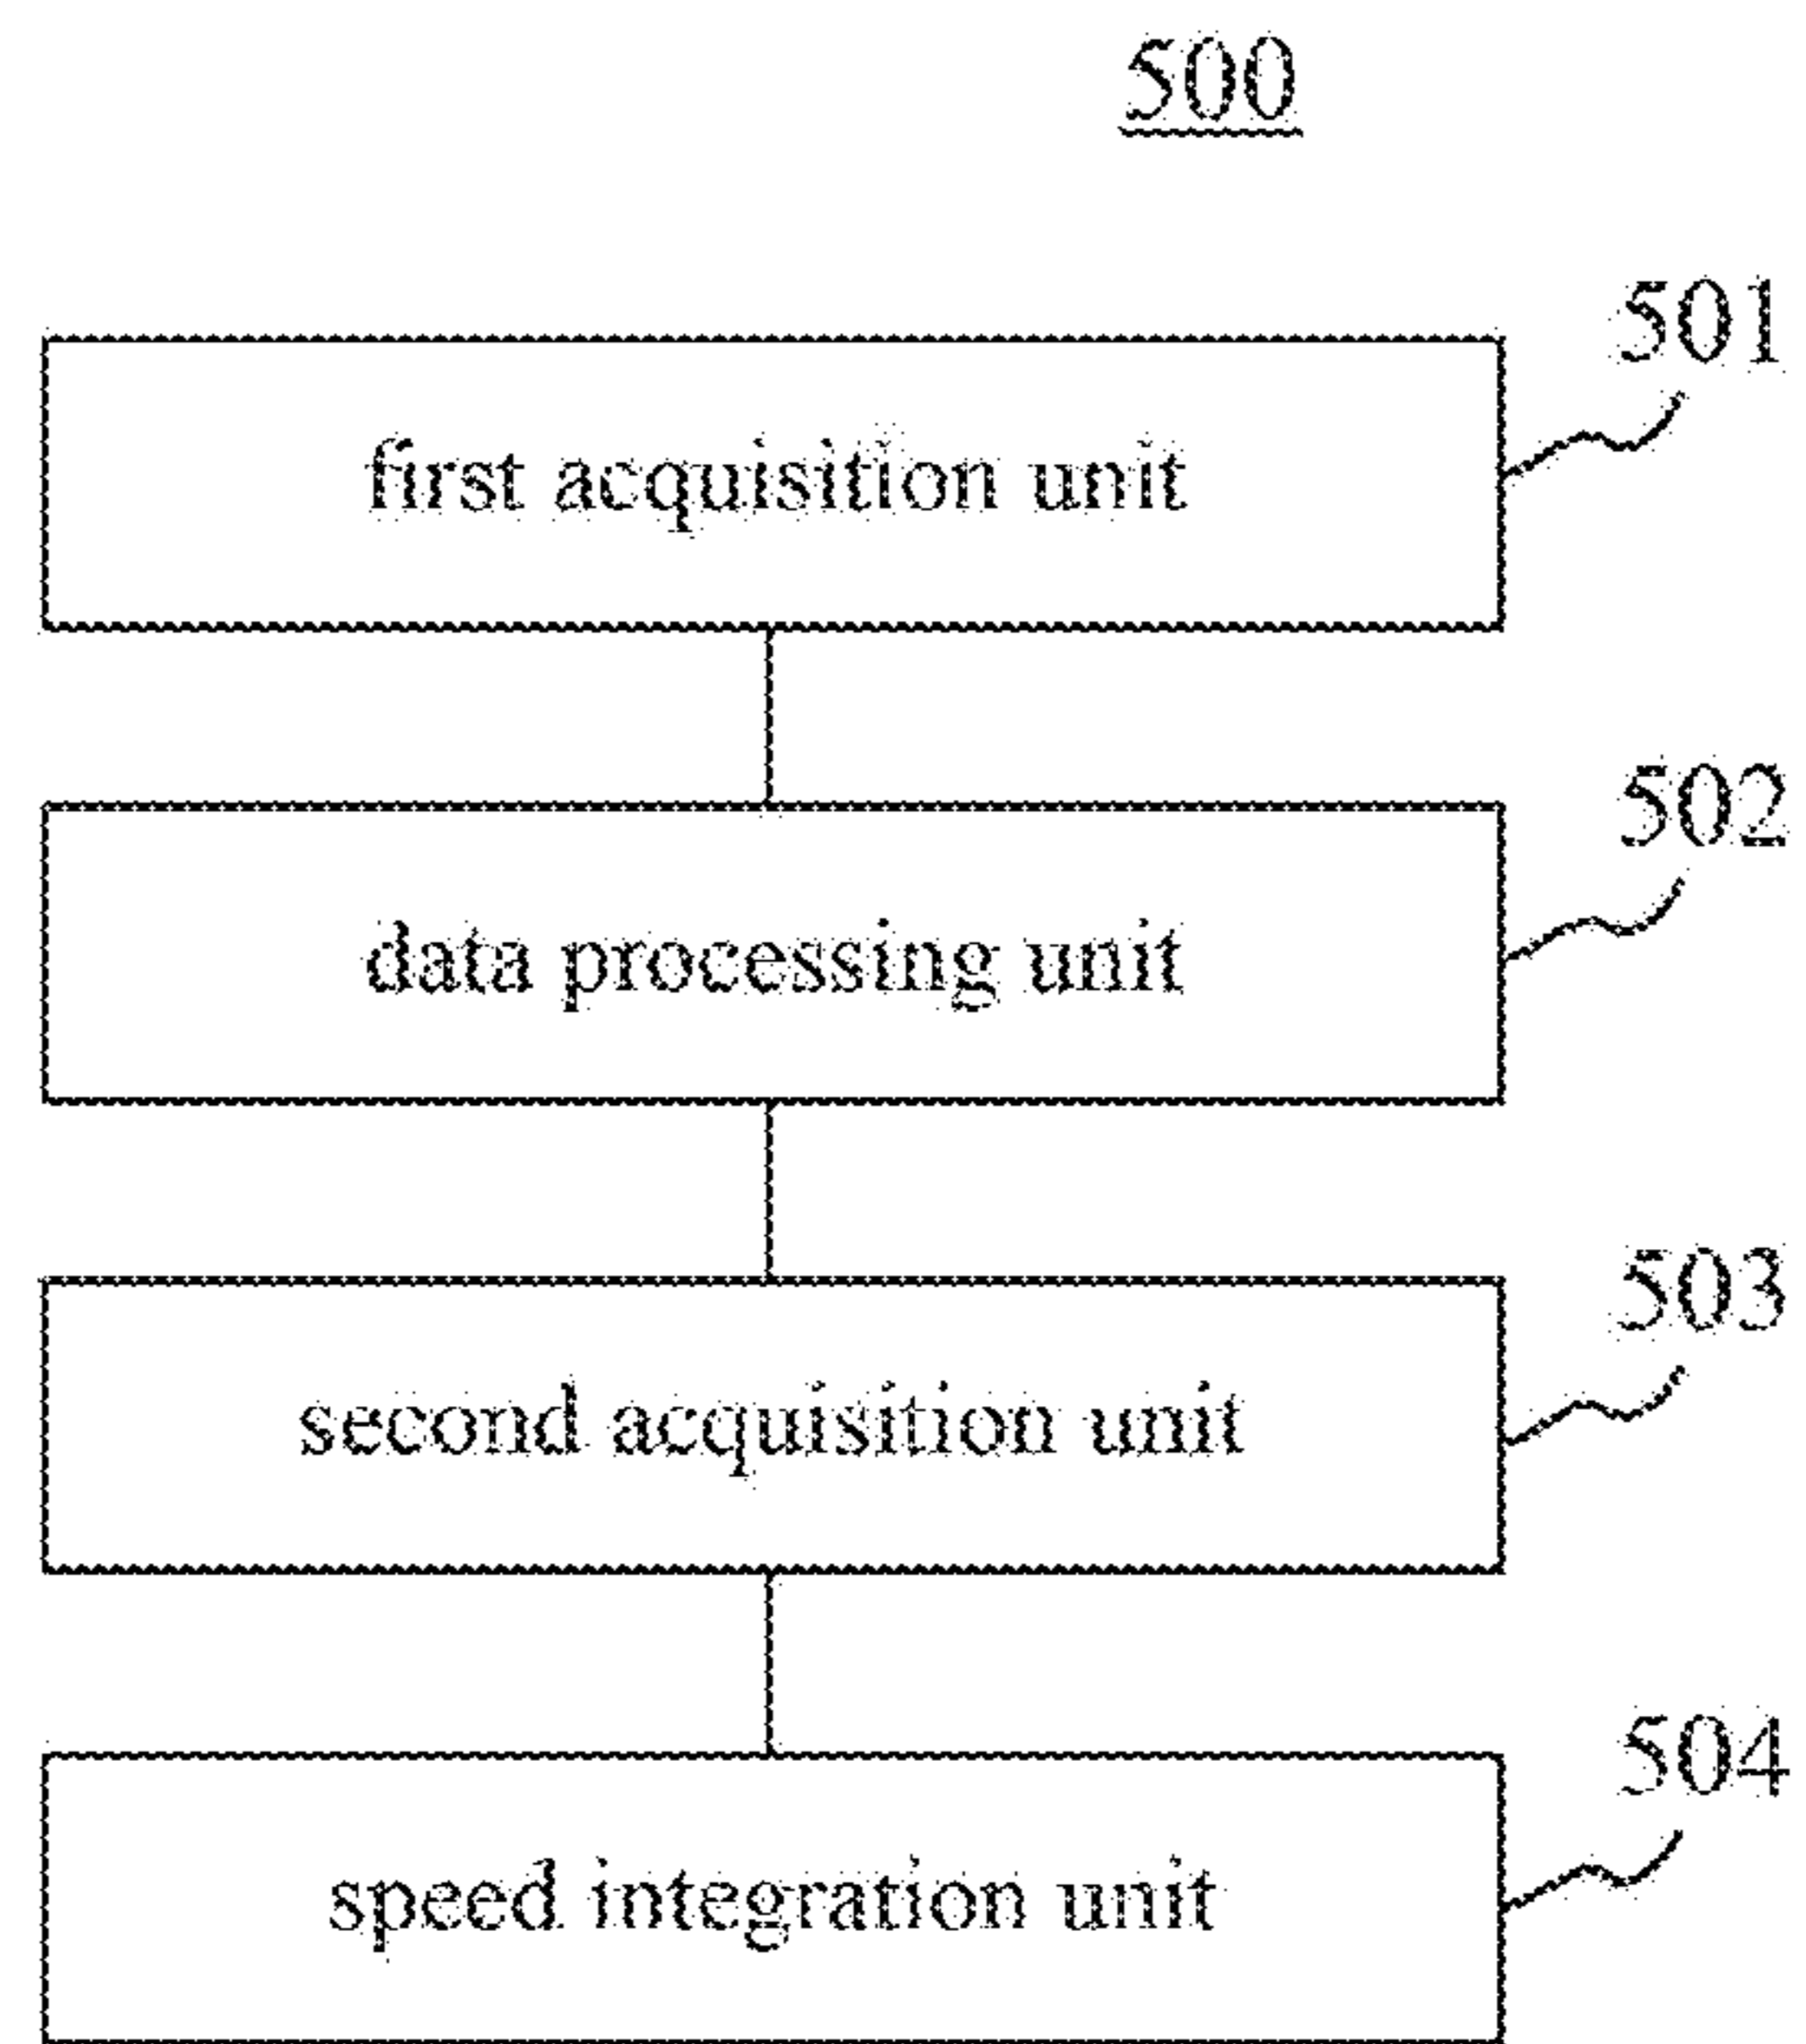 500
501
first acquisition unit
502
data processing unit
503
second acquisition unit
504
speed integration unit